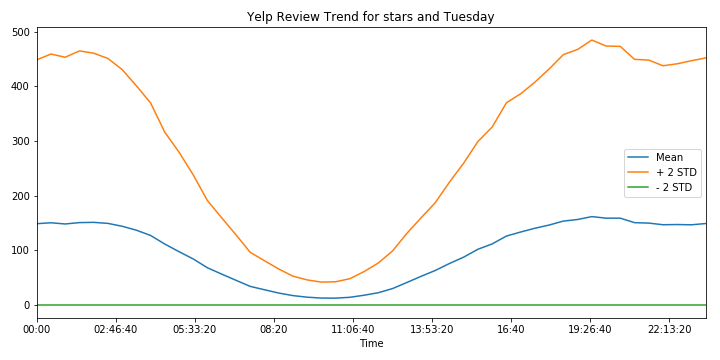 Yelp Review Trend for stars and Tuesday
500
400
300
200
100
0
Mean
+ 2 STD
- 2 STD
00:00 02:46:40 05:33:20 08:20 11:06:40 13:53:20 16:40 19:26:40 22:13:20
Time